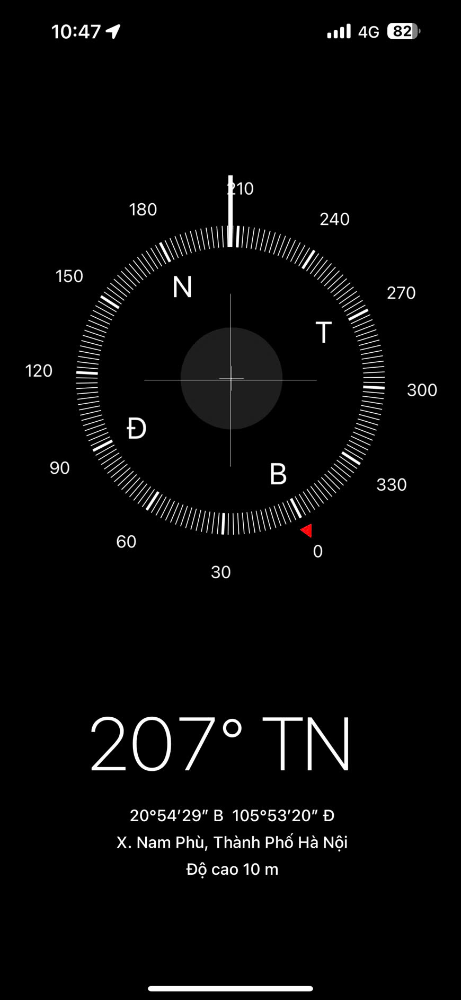 10:47 4G 82
210
180 240
150 270
N
T
120 300
Đ
B
90 330
60 0
30
207° TN
20°54′29″ B 105°53′20″ Đ
X. Nam Phù, Thành Phố Hà Nội
Độ cao 10 m